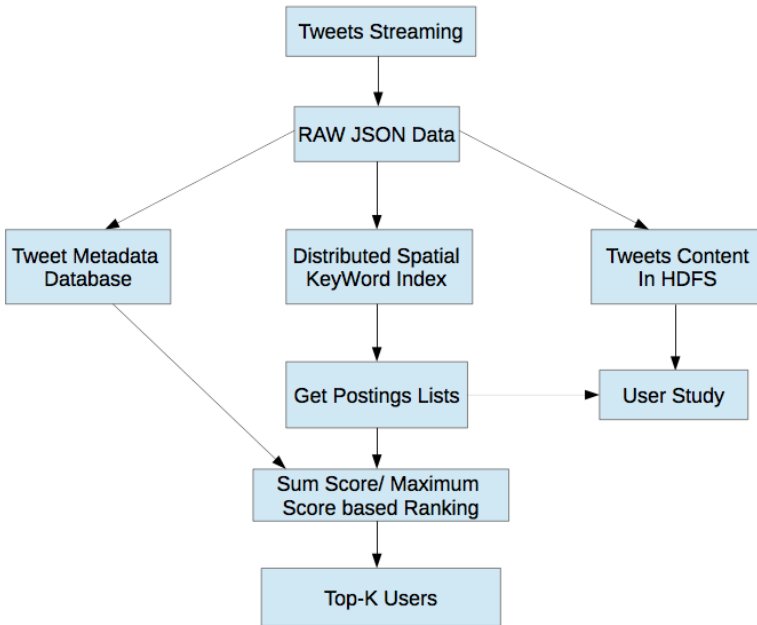 Tweets Streaming
RAW JSON Data
Tweet Metadata
Database
Distributed Spatial
KeyWord Index
Tweets Content
In HDFS
Get Postings Lists
User Study
Sum Score/ Maximum
Score based Ranking
Top-K Users